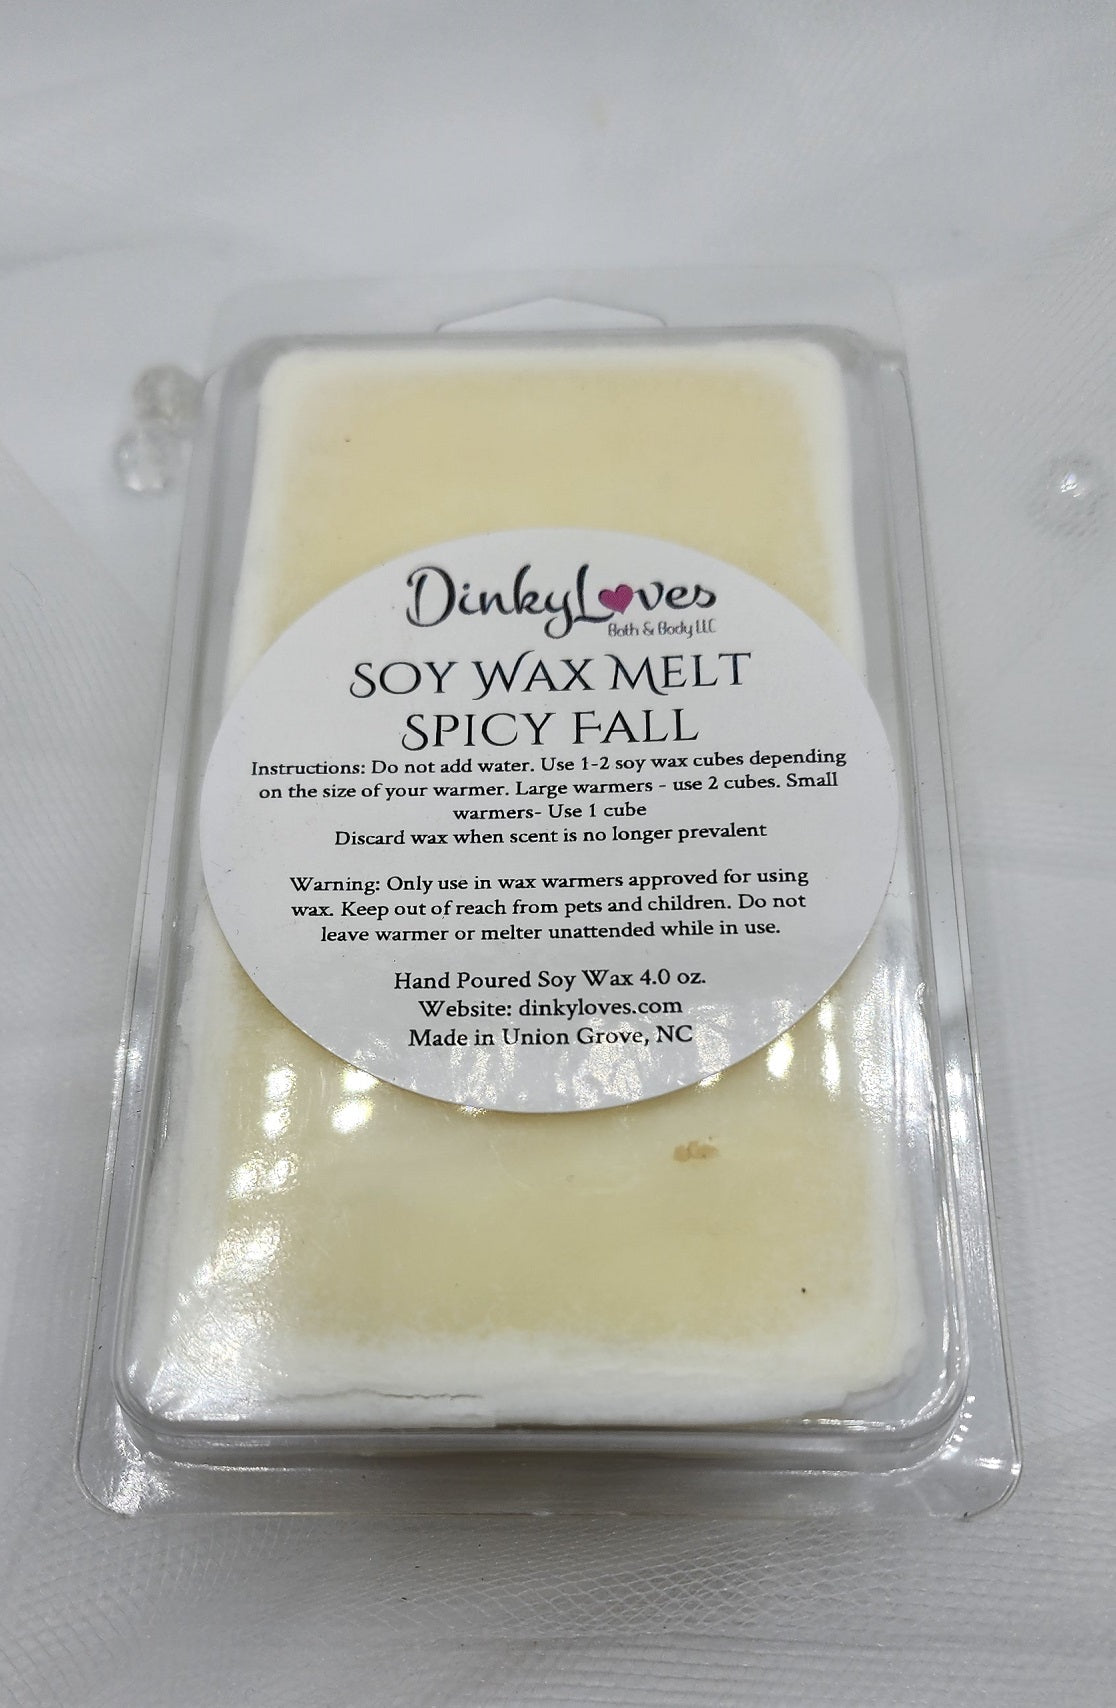 DinkyLoves
Bath & Body LLC
Soy Wax Melt
Spicy Fall
Instructions: Do not add water. Use 1-2 soy wax cubes depending
on the size of your warmer. Large warmers - use 2 cubes. Small
warmers- Use 1 cube
Discard wax when scent is no longer prevalent
Warning: Only use in wax warmers approved for using
wax. Keep out of reach from pets and children. Do not
leave warmer or melter unattended while in use.
Hand Poured Soy Wax 4.0 oz.
Website: dinkyloves.com
Made in Union Grove, NC